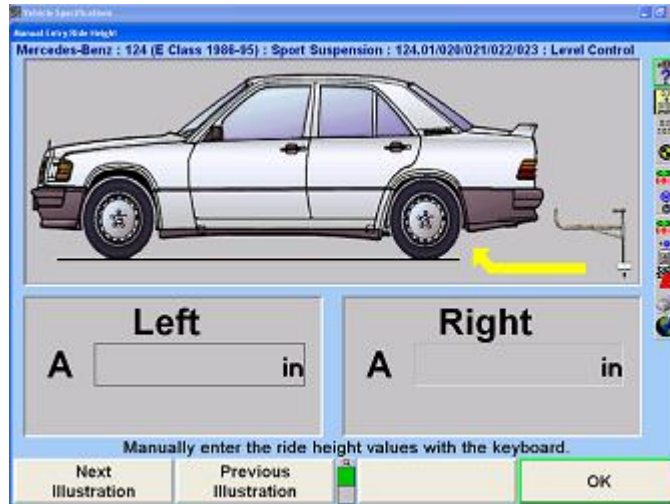 Vehicle Specifications
Manual Entry Ride Height
Mercedes-Benz : 124 (E Class 1986-95) : Sport Suspension : 124.01/020/021/022/023 : Level Control
Left
Right
A in
A in
Manually enter the ride height values with the keyboard.
Next Illustration
Previous Illustration
OK